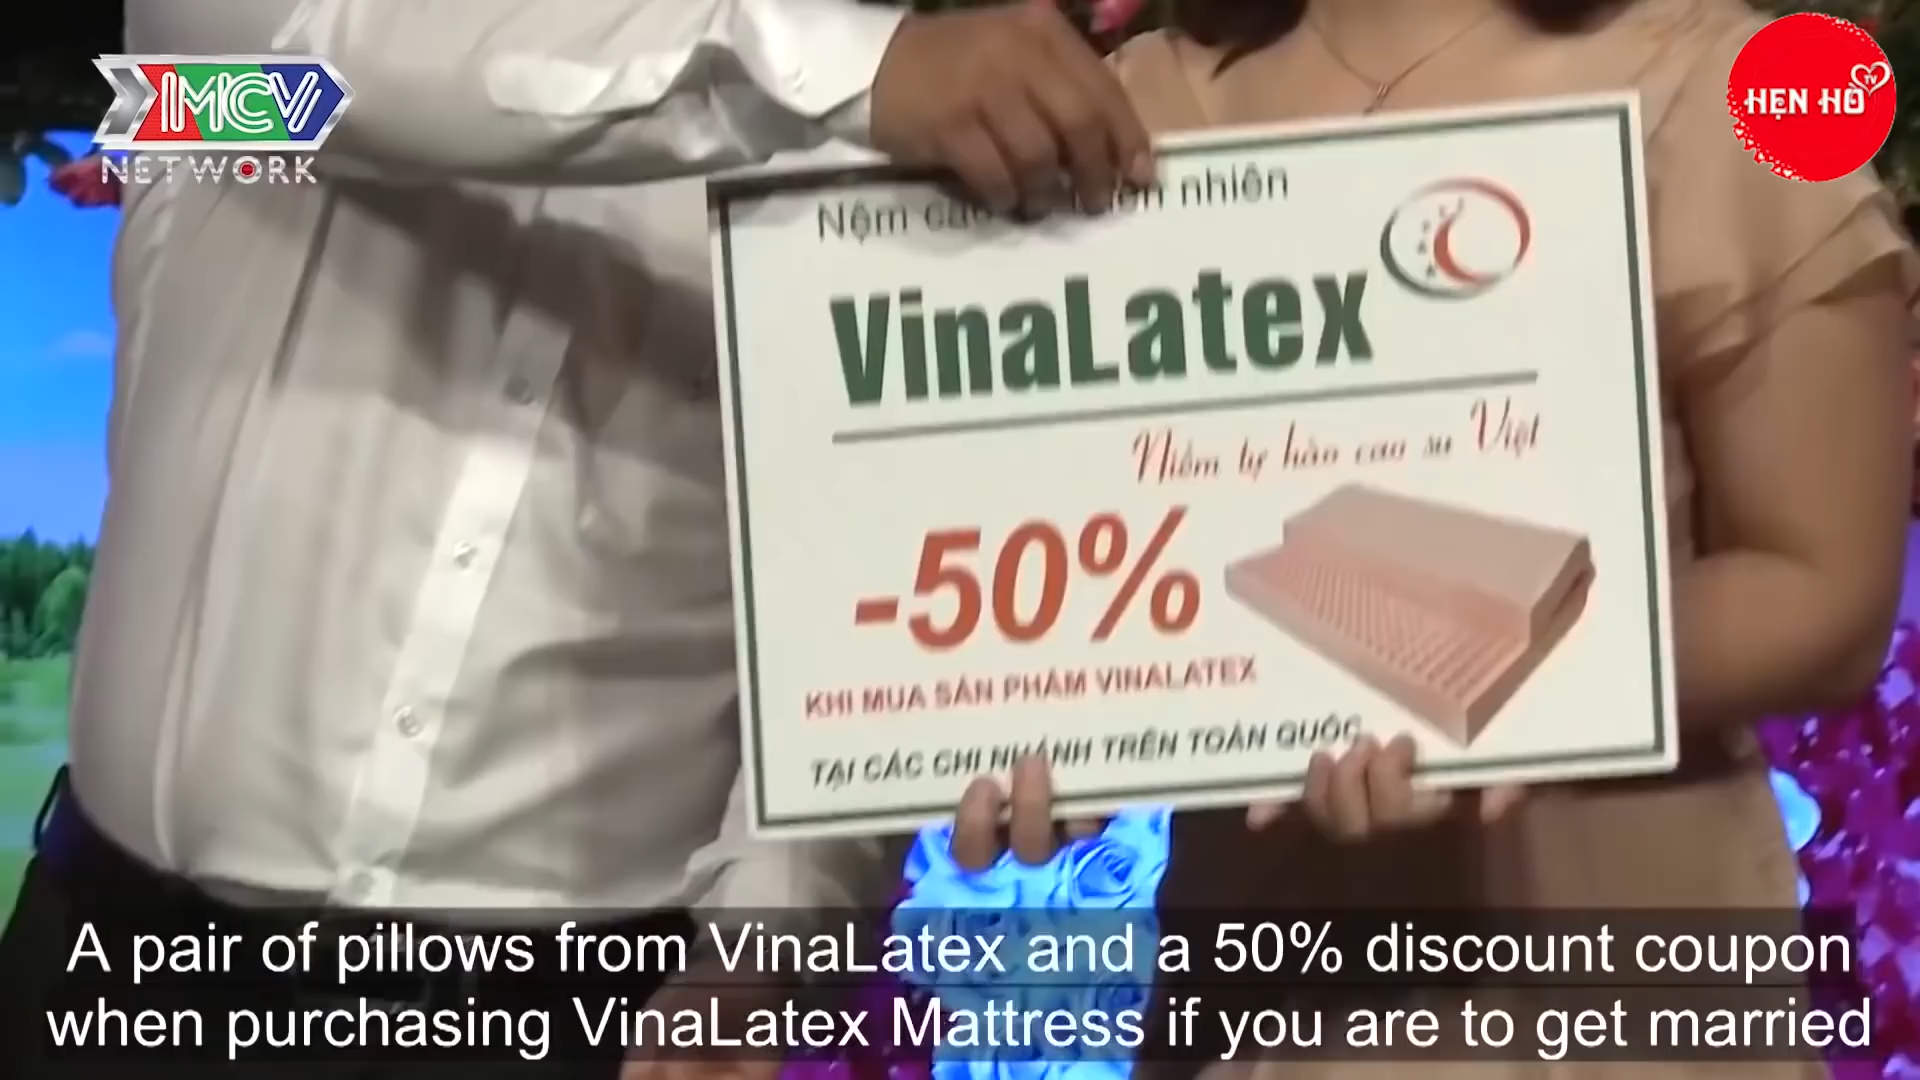 MCV
NETWORK
HẸN HÒ
TV
Nệm cao nhiên
VinaLatex
Niềm tự hào cao su Việt
-50%
KHI MUA SẢN PHẨM VINALATEX
TẠI CÁC CHI NHÁNH TRÊN TOÀN QUỐC
A pair of pillows from VinaLatex and a 50% discount coupon
when purchasing VinaLatex Mattress if you are to get married